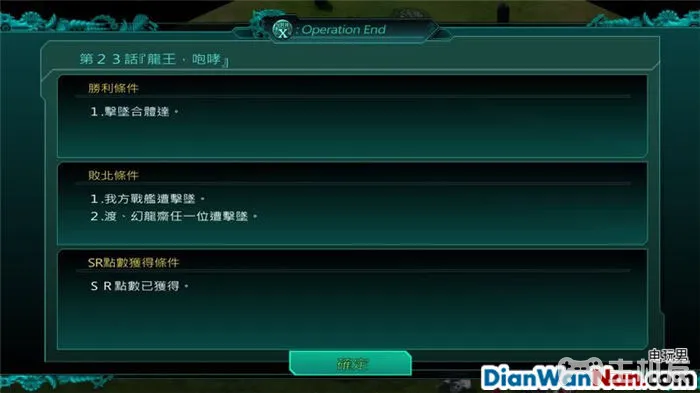 X : Operation End
第２３話『龍王，咆哮』
勝利條件
１.擊墜合體達。
敗北條件
１.我方戰艦遭擊墜。
２.渡、幻龍齋任一位遭擊墜。
SR點數獲得條件
ＳＲ點數已獲得。
確定
电玩男
DianWanNan.com